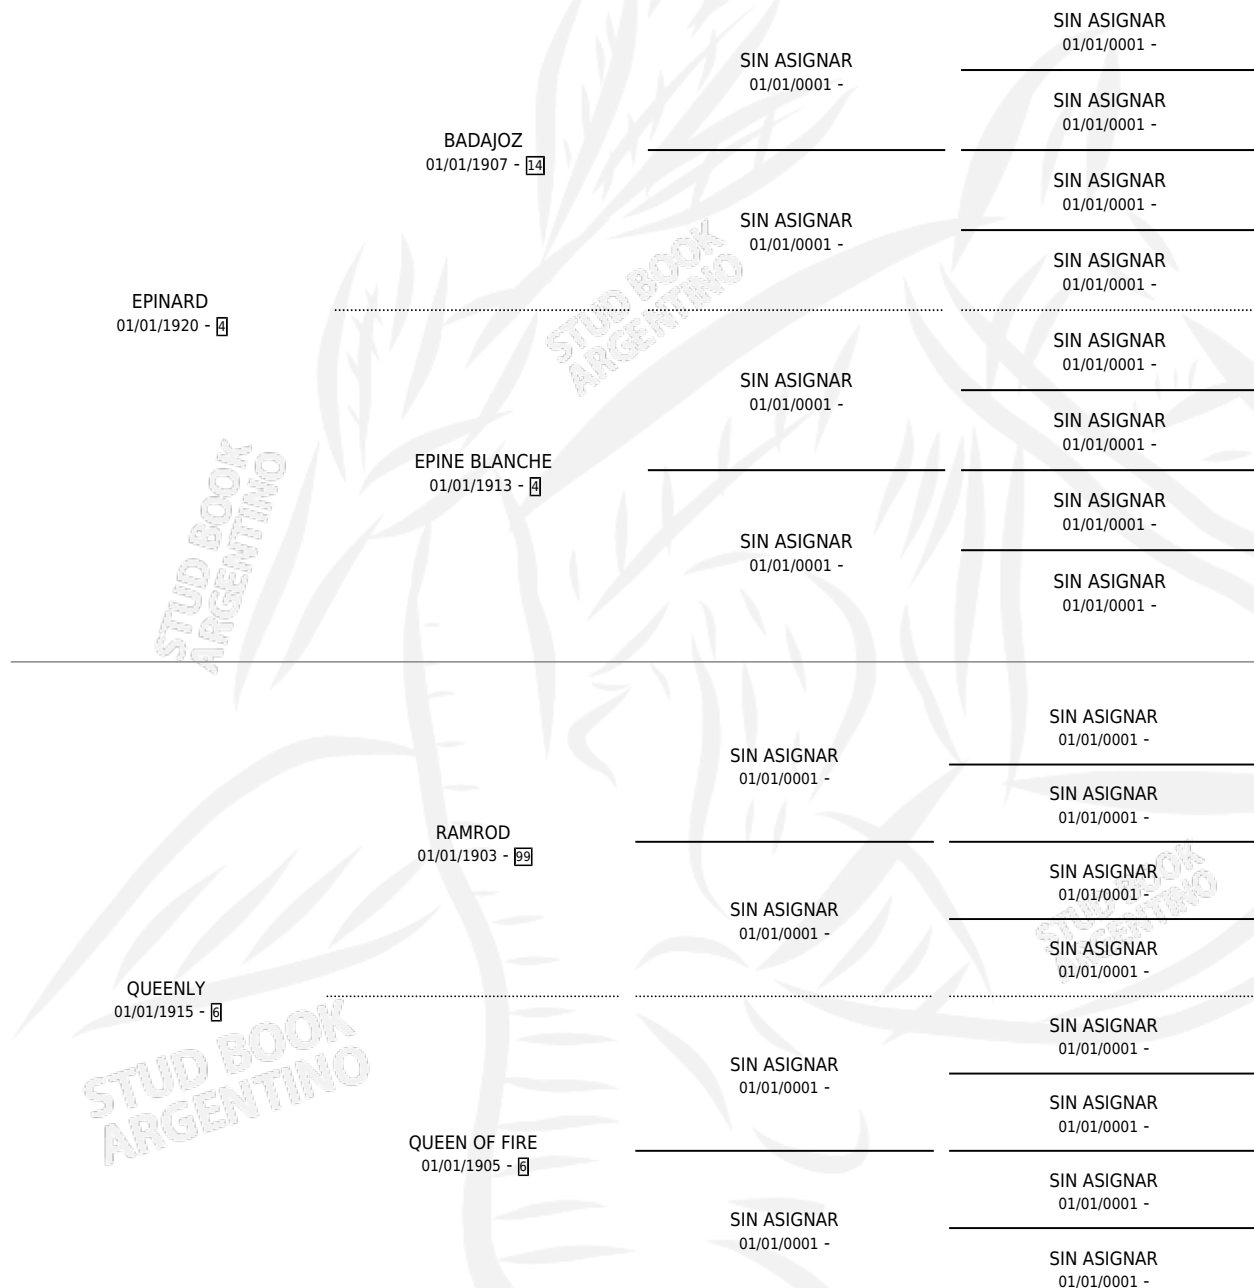 SIN ASIGNAR
01/01/0001 -
SIN ASIGNAR
01/01/0001 -
SIN ASIGNAR
01/01/0001 -
BADAJOZ
01/01/1907 - 14
SIN ASIGNAR
01/01/0001 -
SIN ASIGNAR
01/01/0001 -
SIN ASIGNAR
01/01/0001 -
EPINARD
01/01/1920 - 4
SIN ASIGNAR
01/01/0001 -
SIN ASIGNAR
01/01/0001 -
SIN ASIGNAR
01/01/0001 -
EPINE BLANCHE
01/01/1913 - 4
SIN ASIGNAR
01/01/0001 -
SIN ASIGNAR
01/01/0001 -
SIN ASIGNAR
01/01/0001 -
STUD BOOK
ARGENTINO
STUD BOOK
ARGENTINO
SIN ASIGNAR
01/01/0001 -
SIN ASIGNAR
01/01/0001 -
SIN ASIGNAR
01/01/0001 -
RAMROD
01/01/1903 - 99
SIN ASIGNAR
01/01/0001 -
SIN ASIGNAR
01/01/0001 -
SIN ASIGNAR
01/01/0001 -
QUEENLY
01/01/1915 - 6
SIN ASIGNAR
01/01/0001 -
SIN ASIGNAR
01/01/0001 -
SIN ASIGNAR
01/01/0001 -
QUEEN OF FIRE
01/01/1905 - 6
SIN ASIGNAR
01/01/0001 -
SIN ASIGNAR
01/01/0001 -
SIN ASIGNAR
01/01/0001 -
STUD BOOK
ARGENTINO
STUD BOOK
ARGENTINO